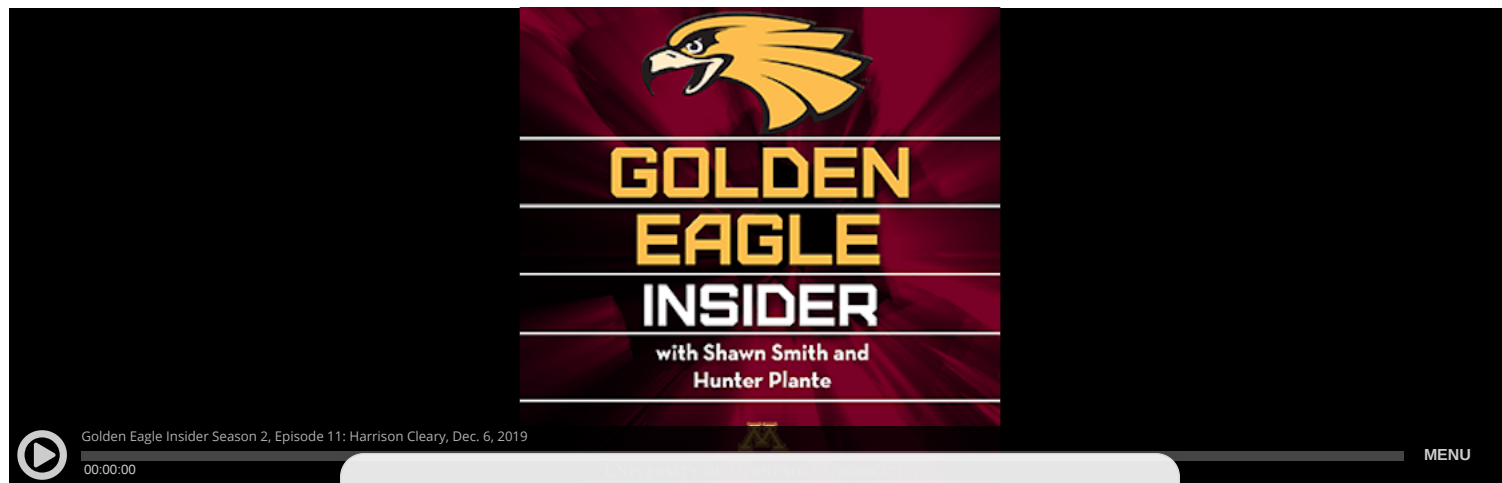 GOLDEN
EAGLE
INSIDER
with Shawn Smith and
Hunter Plante
M
Golden Eagle Insider Season 2, Episode 11: Harrison Cleary, Dec. 6, 2019
MENU
00:00:00